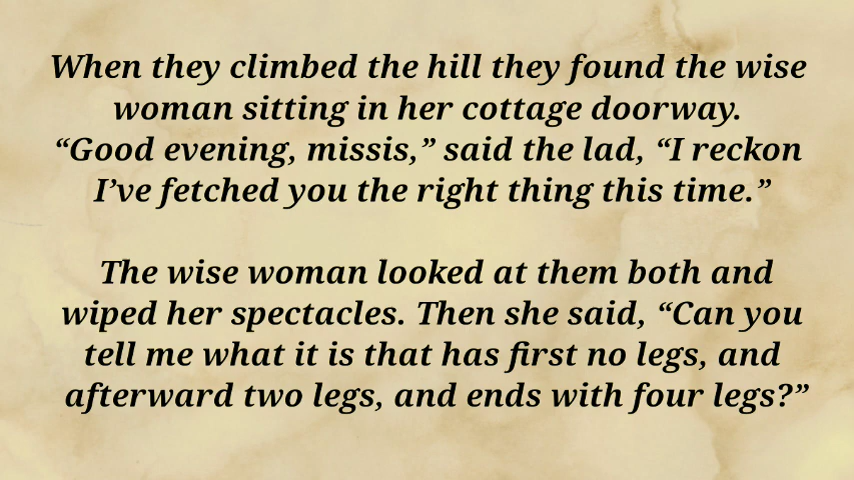 When they climbed the hill they found the wise
woman sitting in her cottage doorway.
“Good evening, missis,” said the lad, “I reckon
I’ve fetched you the right thing this time.”
The wise woman looked at them both and
wiped her spectacles. Then she said, “Can you
tell me what it is that has first no legs, and
afterward two legs, and ends with four legs?”